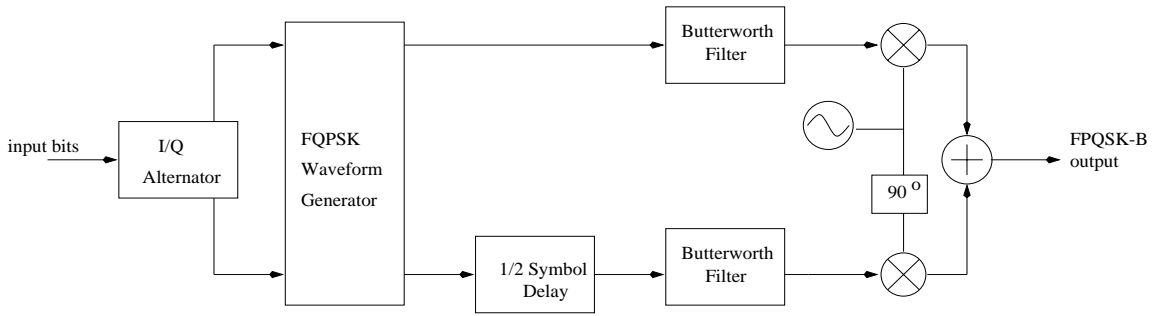 input bits
I/Q
Alternator
FQPSK
Waveform
Generator
1/2 Symbol
Delay
Butterworth
Filter
Butterworth
Filter
90 o
FPQSK-B
output